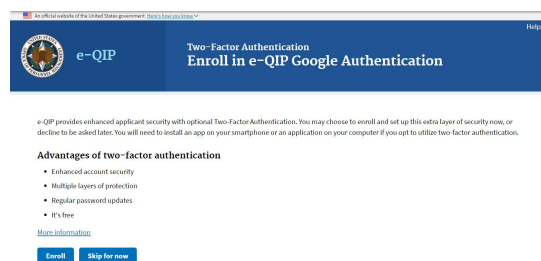 An official website of the United States government Here's how you know
Help
e-QIP
Two-Factor Authentication
Enroll in e-QIP Google Authentication
e-QIP provides enhanced applicant security with optional Two-Factor Authentication. You may choose to enroll and set up this extra layer of security now, or
decline to be asked later. You will need to install an app on your smartphone or an application on your computer if you opt to utilize two-factor authentication.
Advantages of two-factor authentication
• Enhanced account security
• Multiple layers of protection
• Regular password updates
• It's free
More information
Enroll Skip for now